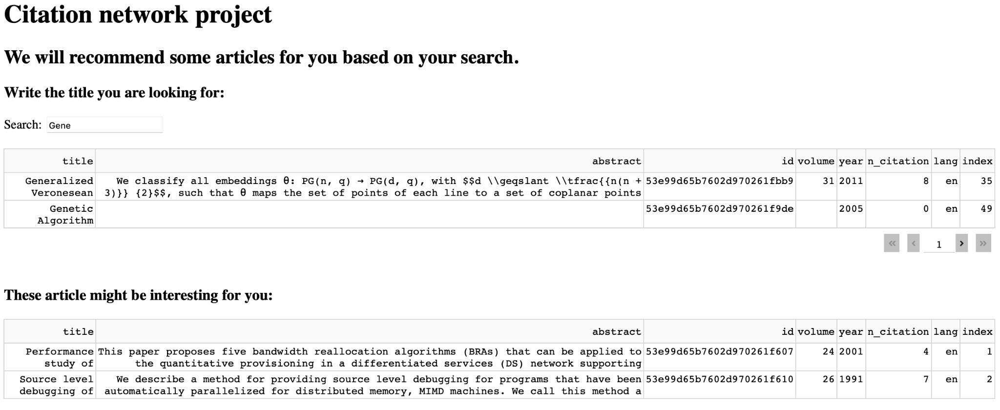 Citation network project
We will recommend some articles for you based on your search.
Write the title you are looking for:
Search: Gene
title abstract id volume year n_citation lang index
Generalized We classify all embeddings θ: PG(n, q) → PG(d, q), with $$d \\geqslant \\tfrac{{n(n + 53e99d65b7602d970261fbb9 31 2011 8 en 35
Veronesean 3)}} {2}$$, such that θ maps the set of points of each line to a set of coplanar points
Genetic 53e99d65b7602d970261f9de 2005 0 en 49
Algorithm
« ‹ 1 › »
These article might be interesting for you:
title abstract id volume year n_citation lang index
Performance This paper proposes five bandwidth reallocation algorithms (BRAs) that can be applied to 53e99d65b7602d970261f607 24 2001 4 en 1
study of the quantitative provisioning in a differentiated services (DS) network supporting
Source level We describe a method for providing source level debugging for programs that have been 53e99d65b7602d970261f610 26 1991 7 en 2
debugging of automatically parallelized for distributed memory, MIMD machines. We call this method a